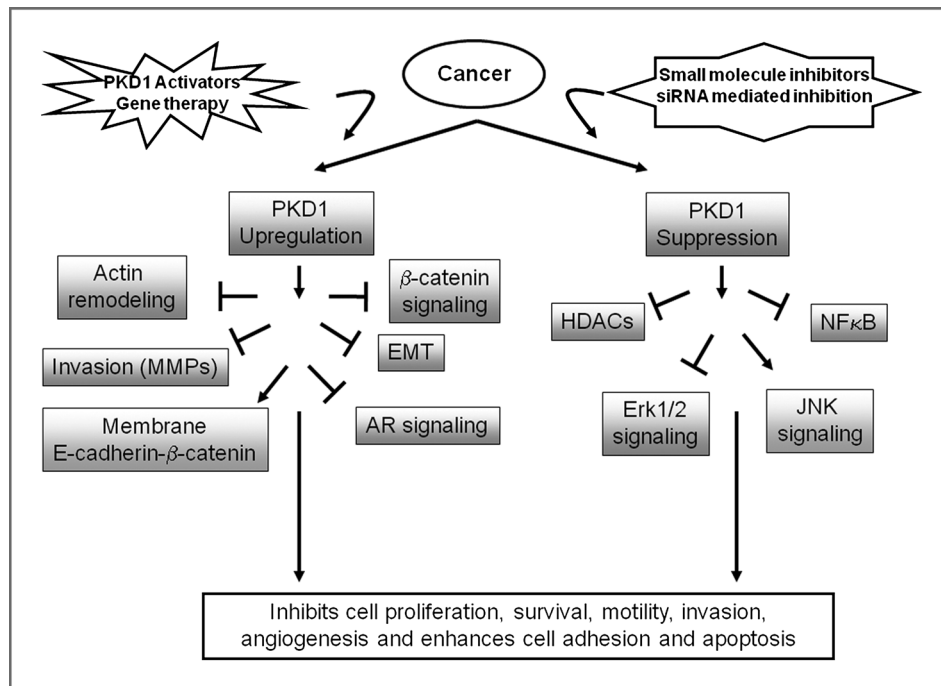 PKD1 Activators
Gene therapy
Cancer
Small molecule inhibitors
siRNA mediated inhibition
PKD1
Upregulation
PKD1
Suppression
Actin
remodeling
β-catenin
signaling
HDACs
NFκB
Invasion (MMPs)
EMT
Membrane
E-cadherin-β-catenin
AR signaling
Erk1/2
signaling
JNK
signaling
Inhibits cell proliferation, survival, motility, invasion,
angiogenesis and enhances cell adhesion and apoptosis